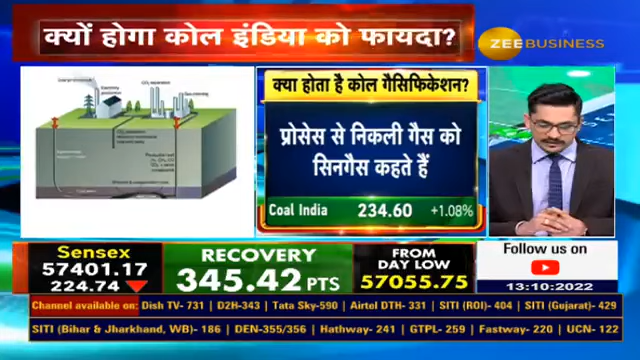 क्यों होगा कोल इंडिया को फायदा?
ZEE BUSINESS
क्या होता है कोल गैसिफिकेशन?
प्रोसेस से निकली गैस को
सिनगैस कहते हैं
Coal India 234.60 +1.08%
Sensex
57401.17
224.74
RECOVERY
345.42 PTS
FROM
DAY LOW
57055.75
Follow us on
13:10:2022
Channel available on: Dish TV- 731 | D2H-343 | Tata Sky-590 | Airtel DTH- 331 | SITI (ROI)- 404 | SITI (Gujarat)- 429
SITI (Bihar & Jharkhand, WB)- 186 | DEN-355/356 | Hathway- 241 | GTPL- 259 | Fastway- 220 | UCN- 122